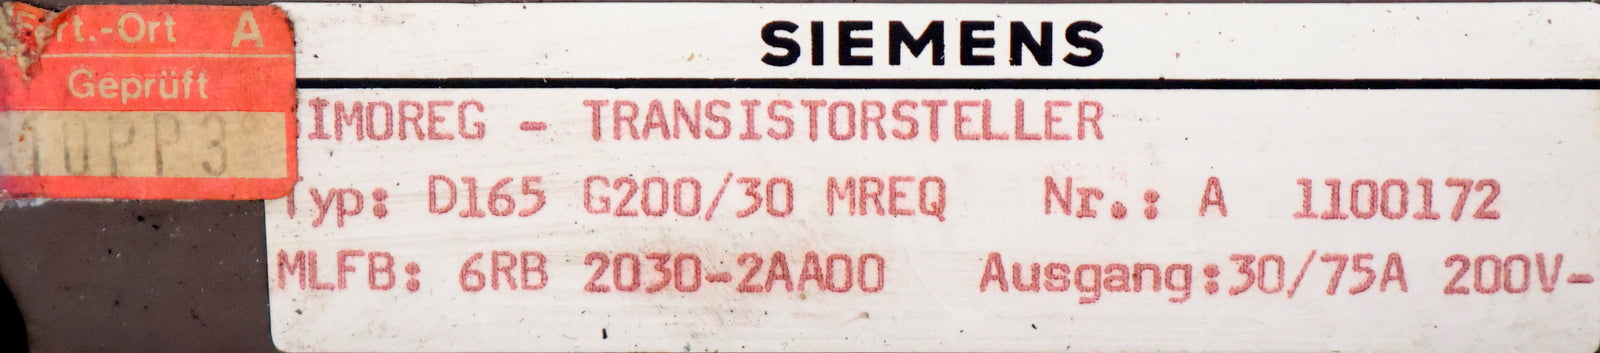 Fert.-Ort A
Geprüft
SIEMENS
IMOREG - TRANSISTORSTELLER
Typ: D165 G200/30 MREQ Nr.: A 1100172
MLFB: 6RB 2030-2AA00 Ausgang:30/75A 200V-